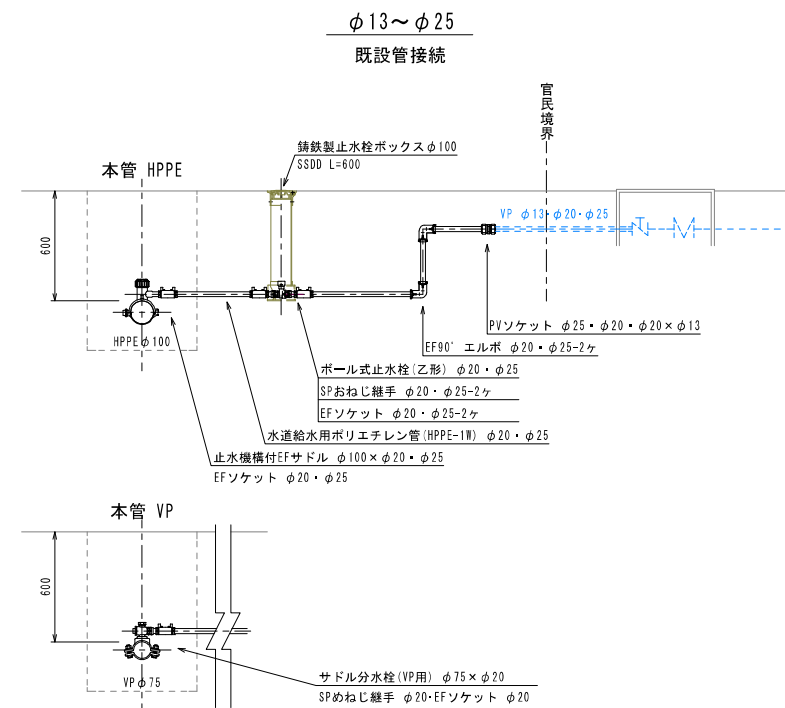 φ13～φ25
既設管接続
官民境界
鋳鉄製止水栓ボックスφ100
SSDD L=600
本管 HPPE
VP φ13・φ20・φ25
600
HPPEφ100
PVソケット φ25・φ20・φ20×φ13
EF90°エルボ φ20・φ25-2ヶ
ボール式止水栓(乙形) φ20・φ25
SPおねじ継手 φ20・φ25-2ヶ
EFソケット φ20・φ25-2ヶ
水道給水用ポリエチレン管(HPPE-1W) φ20・φ25
止水機構付EFサドル φ100×φ20・φ25
EFソケット φ20・φ25
本管 VP
600
VPφ75
サドル分水栓(VP用) φ75×φ20
SPめねじ継手 φ20・EFソケット φ20